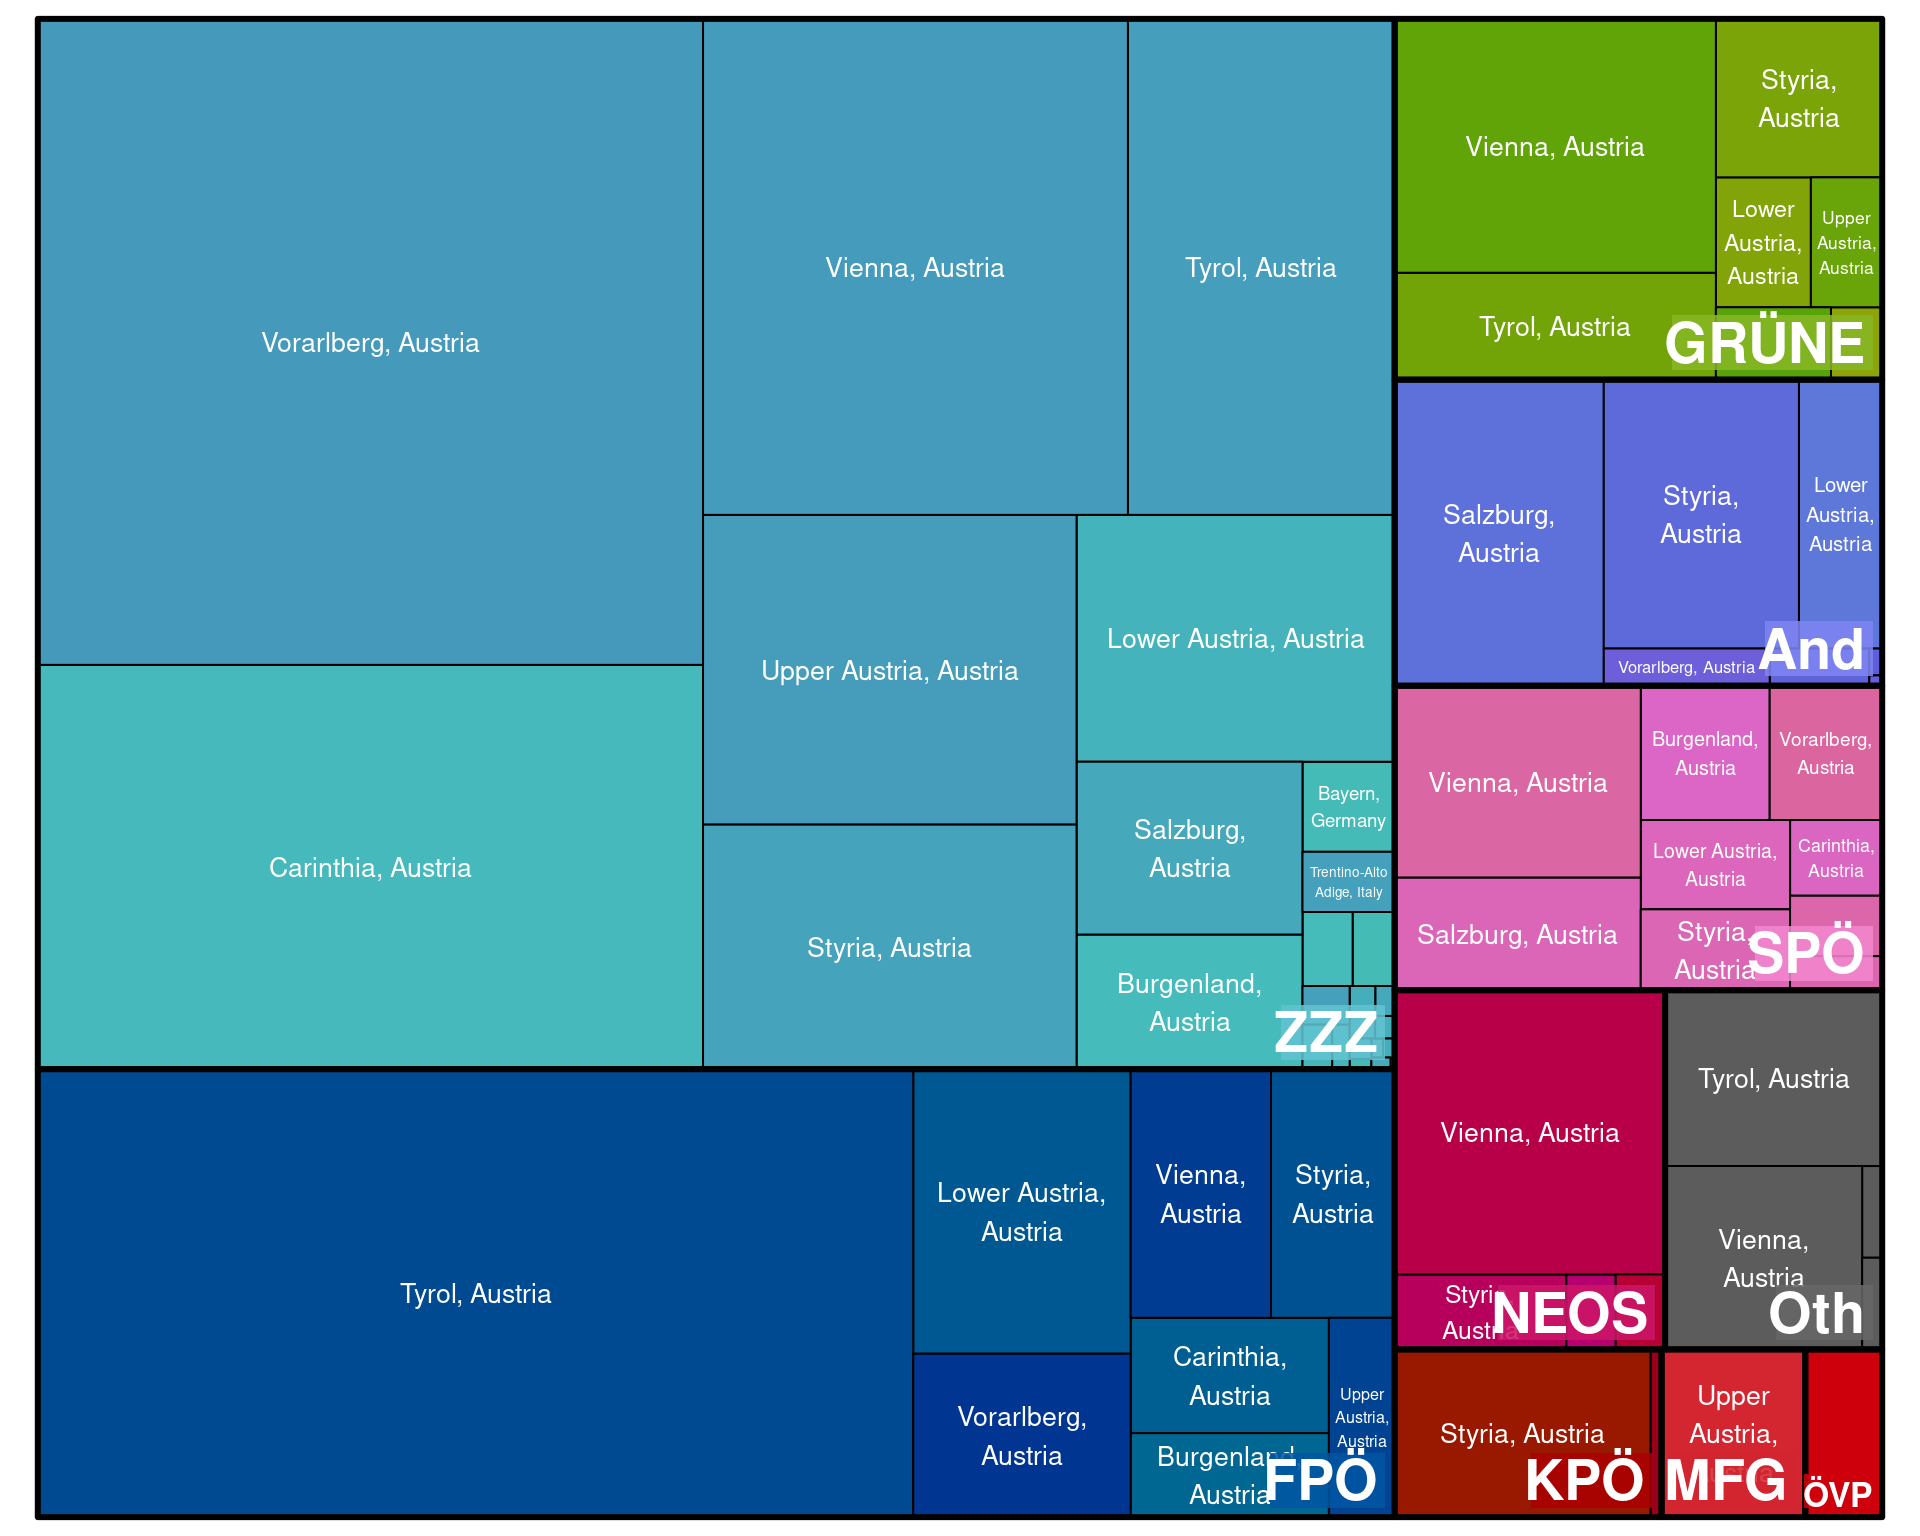 Vorarlberg, Austria
Vienna, Austria
Tyrol, Austria
Upper Austria, Austria
Lower Austria, Austria
Carinthia, Austria
Styria, Austria
Salzburg,
Austria
Burgenland,
Austria
Bayern,
Germany
Trentino-Alto
Adige, Italy
ZZZ
Tyrol, Austria
Lower Austria,
Austria
Vorarlberg,
Austria
Vienna,
Austria
Styria,
Austria
Carinthia,
Austria
Burgenland,
Austria
Upper
Austria,
Austria
FPÖ
Vienna, Austria
Tyrol, Austria
Styria,
Austria
Lower
Austria,
Austria
Upper
Austria,
Austria
GRÜNE
Salzburg,
Austria
Styria,
Austria
Lower
Austria,
Austria
Vorarlberg, Austria
And
Vienna, Austria
Salzburg, Austria
Burgenland,
Austria
Vorarlberg,
Austria
Lower Austria,
Austria
Carinthia,
Austria
Styria,
Austria
SPÖ
Vienna, Austria
Styria,
Austria
NEOS
Tyrol, Austria
Vienna,
Austria
Oth
Styria, Austria
KPÖ
Upper
Austria,
Austria
MFG
ÖVP